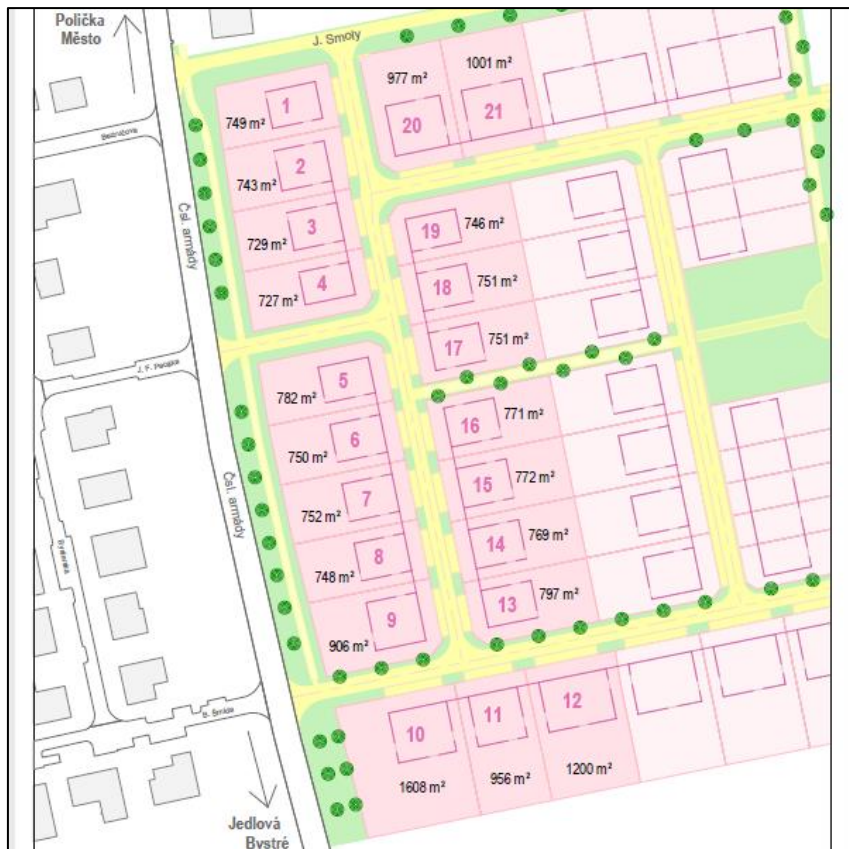 Polička
Město
J. Smoly
977 m²
1001 m²
20
21
749 m²
1
Bezručova
743 m²
2
Čsl. armády
729 m²
3
727 m²
4
19
746 m²
18
751 m²
17
751 m²
782 m²
5
750 m²
6
752 m²
7
748 m²
8
906 m²
9
Čsl. armády
16
771 m²
15
772 m²
14
769 m²
13
797 m²
B. Šmída
10
11
12
1608 m²
956 m²
1200 m²
Jedlová
Bystré